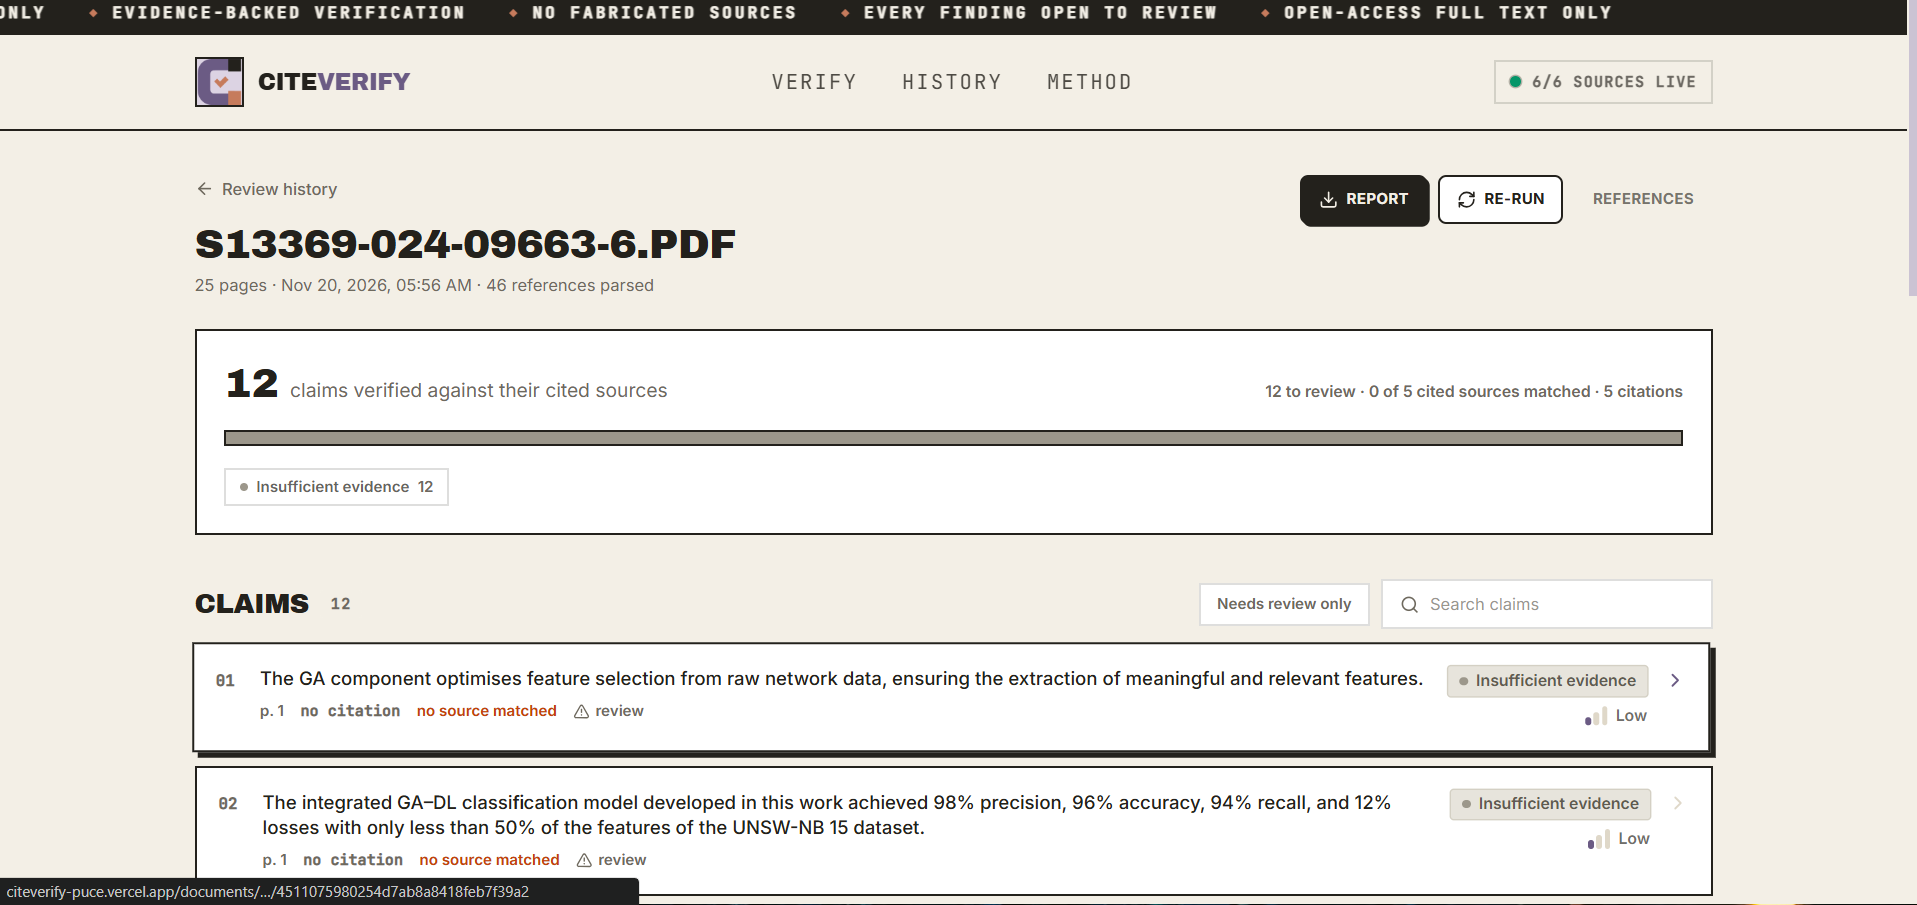 ONLY ◆ EVIDENCE-BACKED VERIFICATION ◆ NO FABRICATED SOURCES ◆ EVERY FINDING OPEN TO REVIEW ◆ OPEN-ACCESS FULL TEXT ONLY
CITEVERIFY VERIFY HISTORY METHOD 6/6 SOURCES LIVE
← Review history REPORT RE-RUN REFERENCES
S13369-024-09663-6.PDF
25 pages · Nov 20, 2026, 05:56 AM · 46 references parsed
12 claims verified against their cited sources 12 to review · 0 of 5 cited sources matched · 5 citations
Insufficient evidence 12
CLAIMS 12 Needs review only Search claims
01 The GA component optimises feature selection from raw network data, ensuring the extraction of meaningful and relevant features. Insufficient evidence
p. 1 no citation no source matched review Low
02 The integrated GA–DL classification model developed in this work achieved 98% precision, 96% accuracy, 94% recall, and 12% Insufficient evidence
losses with only less than 50% of the features of the UNSW-NB 15 dataset. Low
p. 1 no citation no source matched review
citeverify-puce.vercel.app/documents/.../4511075980254d7ab8a8418feb7f39a2